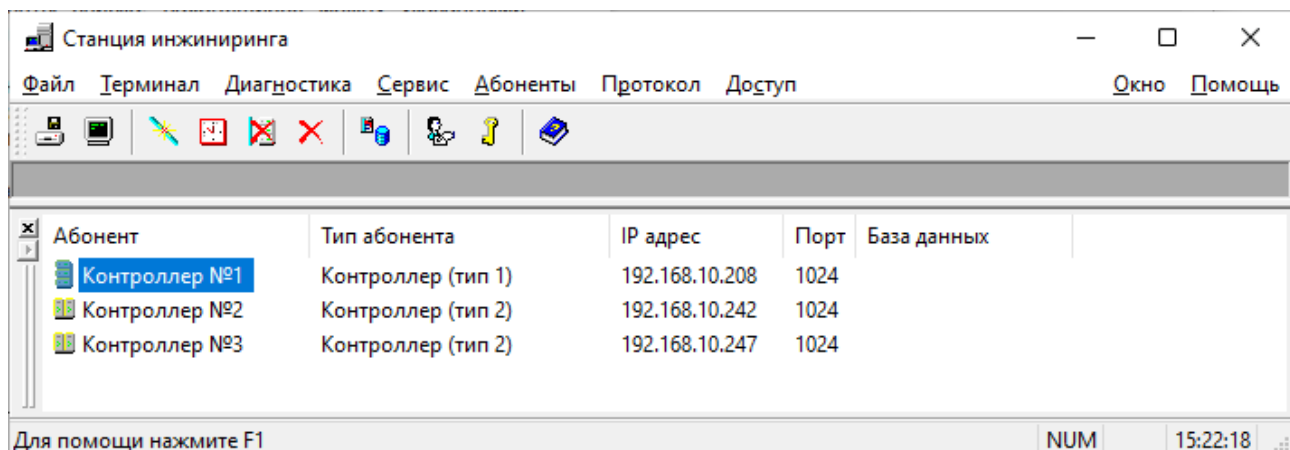 Станция инжиниринга
Файл Терминал Диагностика Сервис Абоненты Протокол Доступ Окно Помощь
Абонент Тип абонента IP адрес Порт База данных
Контроллер №1 Контроллер (тип 1) 192.168.10.208 1024
Контроллер №2 Контроллер (тип 2) 192.168.10.242 1024
Контроллер №3 Контроллер (тип 2) 192.168.10.247 1024
Для помощи нажмите F1 NUM 15:22:18